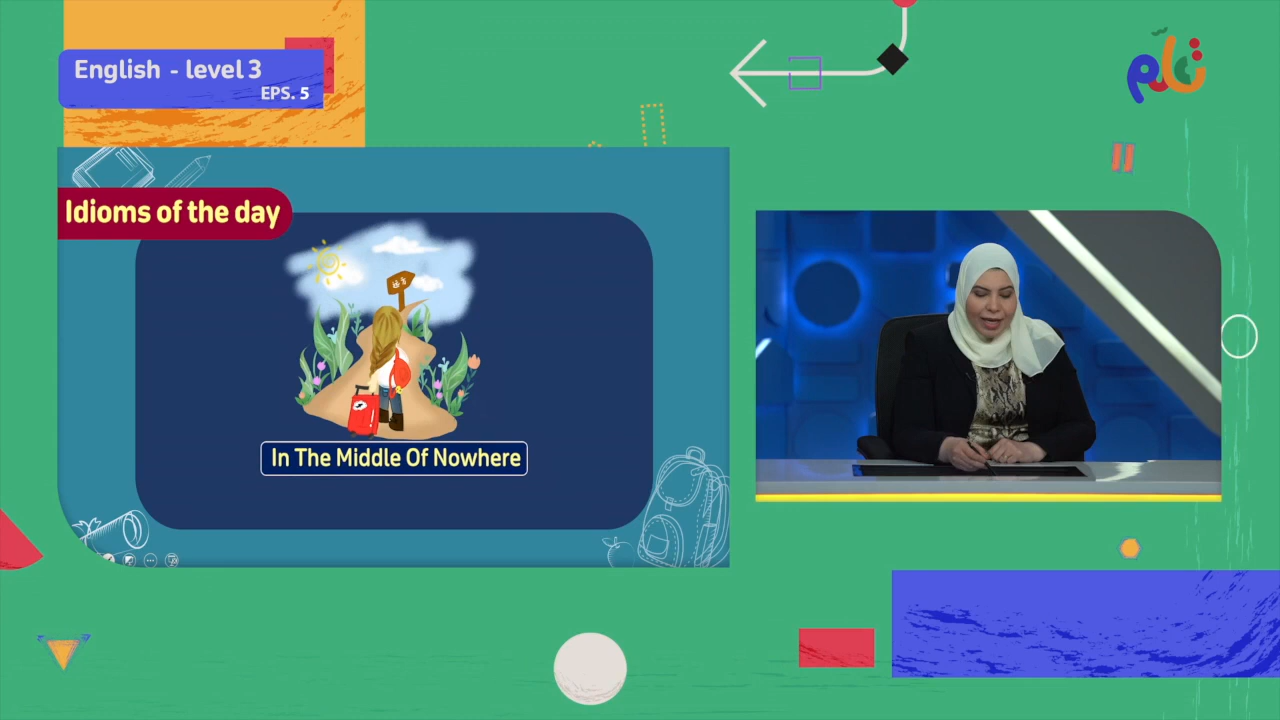 English - level 3
EPS. 5
Idioms of the day
In The Middle Of Nowhere